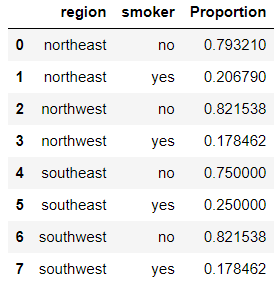 region smoker Proportion
0 northeast no 0.793210
1 northeast yes 0.206790
2 northwest no 0.821538
3 northwest yes 0.178462
4 southeast no 0.750000
5 southeast yes 0.250000
6 southwest no 0.821538
7 southwest yes 0.178462